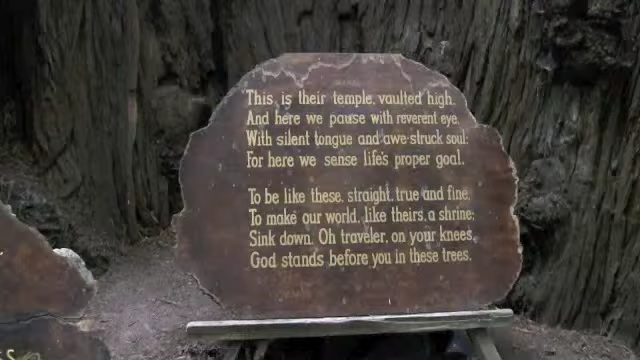 This is their temple, vaulted high,
And here we pause with reverent eye,
With silent tongue and awe-struck soul;
For here we sense life's proper goal.
To be like these, straight, true and fine,
To make our world, like theirs, a shrine;
Sink down, Oh traveler, on your knees,
God stands before you in these trees.